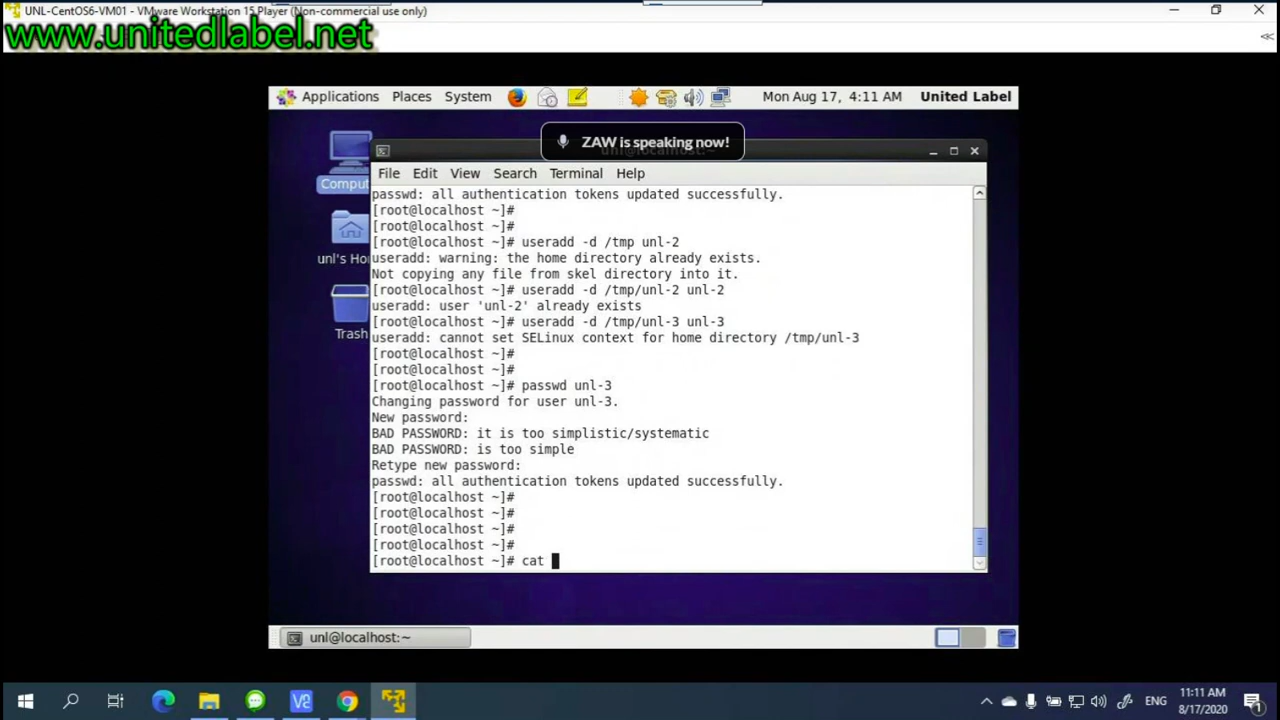 UNL-CentOS6-VM01 - VMware Workstation 15 Player (Non-commercial use only)
www.unitedlabel.net
Applications Places System Mon Aug 17, 4:11 AM United Label
ZAW is speaking now!
File Edit View Search Terminal Help
passwd: all authentication tokens updated successfully.
[root@localhost ~]#
[root@localhost ~]#
[root@localhost ~]# useradd -d /tmp unl-2
useradd: warning: the home directory already exists.
Not copying any file from skel directory into it.
[root@localhost ~]# useradd -d /tmp/unl-2 unl-2
useradd: user 'unl-2' already exists
[root@localhost ~]# useradd -d /tmp/unl-3 unl-3
useradd: cannot set SELinux context for home directory /tmp/unl-3
[root@localhost ~]#
[root@localhost ~]#
[root@localhost ~]# passwd unl-3
Changing password for user unl-3.
New password:
BAD PASSWORD: it is too simplistic/systematic
BAD PASSWORD: is too simple
Retype new password:
passwd: all authentication tokens updated successfully.
[root@localhost ~]#
[root@localhost ~]#
[root@localhost ~]#
[root@localhost ~]#
[root@localhost ~]# cat
Comput
unl's Ho
Trash
unl@localhost:~
ENG
11:11 AM
8/17/2020
1